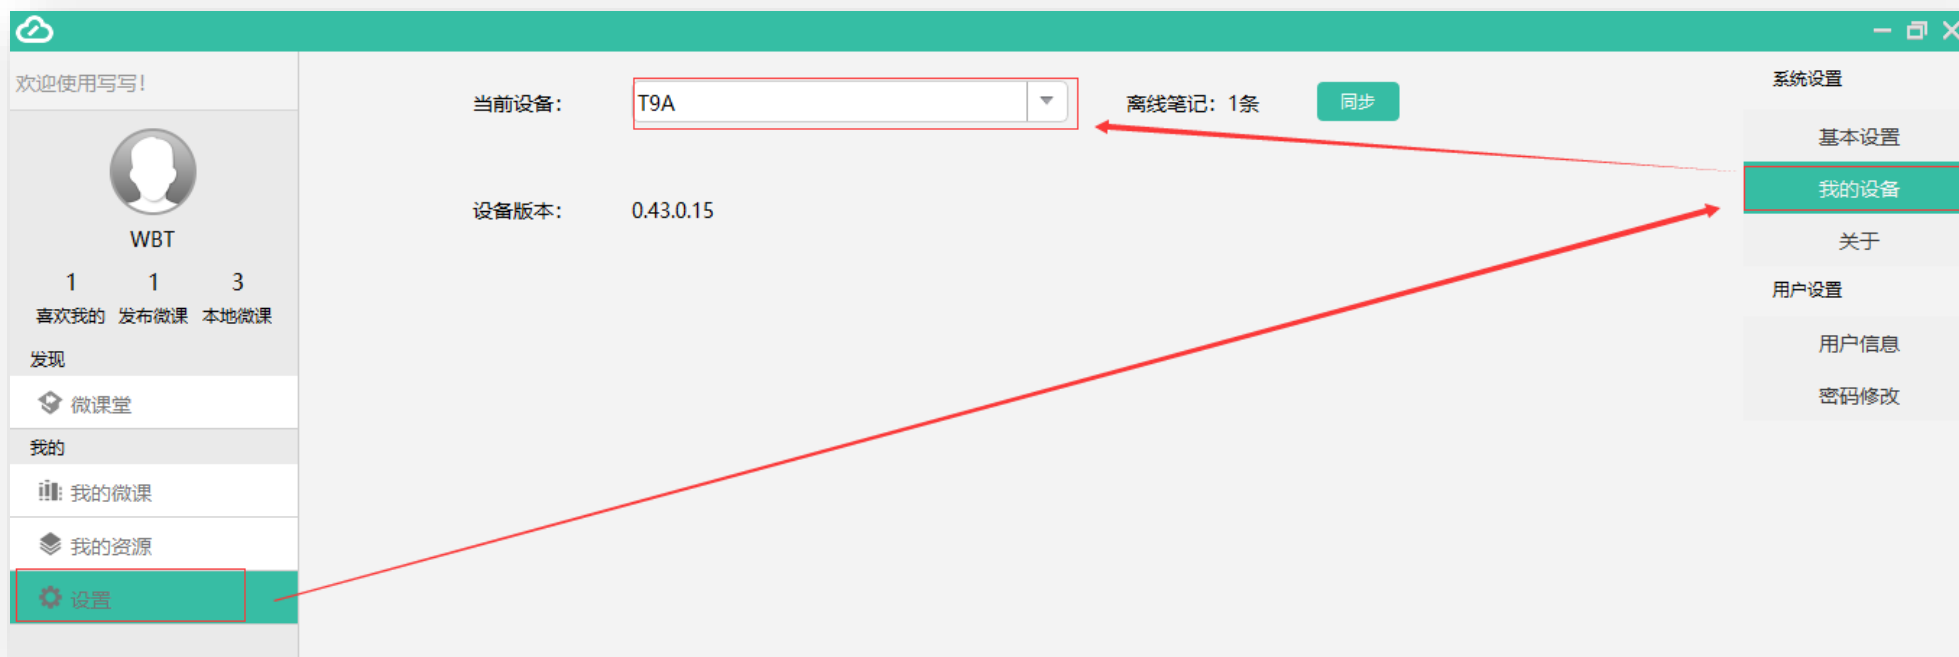 欢迎使用写写!
WBT
1 1 3
喜欢我的 发布微课 本地微课
发现
微课堂
我的
我的微课
我的资源
设置
当前设备: T9A 离线笔记: 1条 同步
设备版本: 0.43.0.15
系统设置
基本设置
我的设备
关于
用户设置
用户信息
密码修改